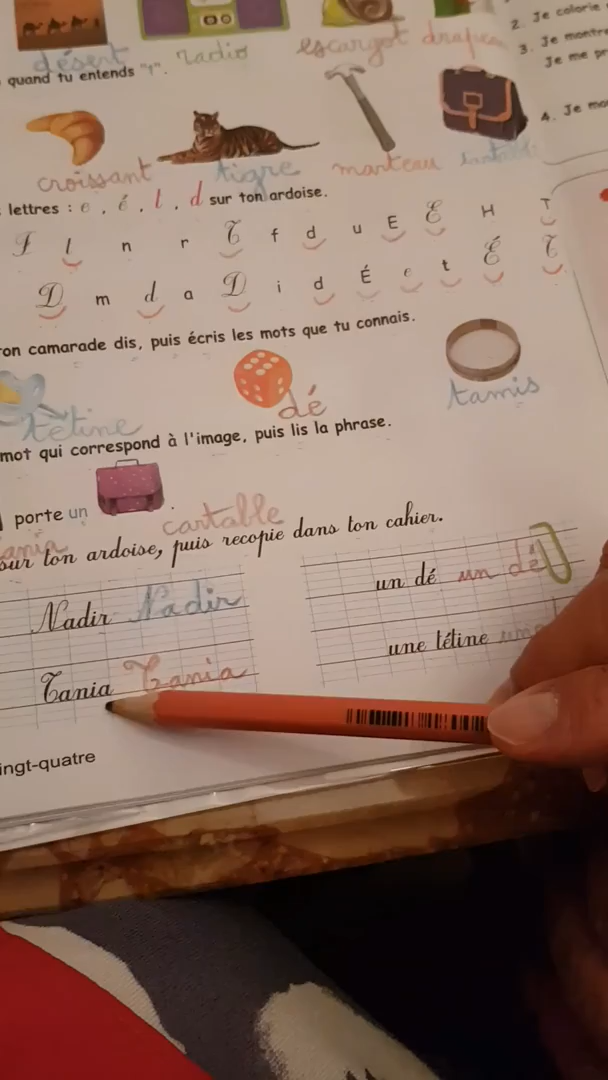 2. Je colorie
3. Je montre
Je me pr
4. Je mo
désert radio escargot drapeau
quand tu entends "t".
croissant tigre marteau
lettres : e , é , t , d sur ton ardoise.
l n r T f d u E É H T
D m d a D i d É e t É T
ton camarade dis, puis écris les mots que tu connais.
tétine dé tamis
mot qui correspond à l'image, puis lis la phrase.
porte un .
cartable
sur ton ardoise, puis recopie dans ton cahier.
Nadir Nadir un dé un dé
Tania Tania une tétine
ingt-quatre